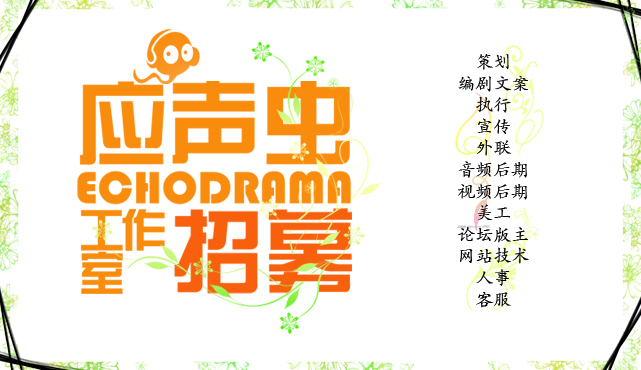 应声虫
ECHODRAMA
工作室
招募
策划
编剧文案
执行
宣传
外联
音频后期
视频后期
美工
论坛版主
网站技术
人事
客服